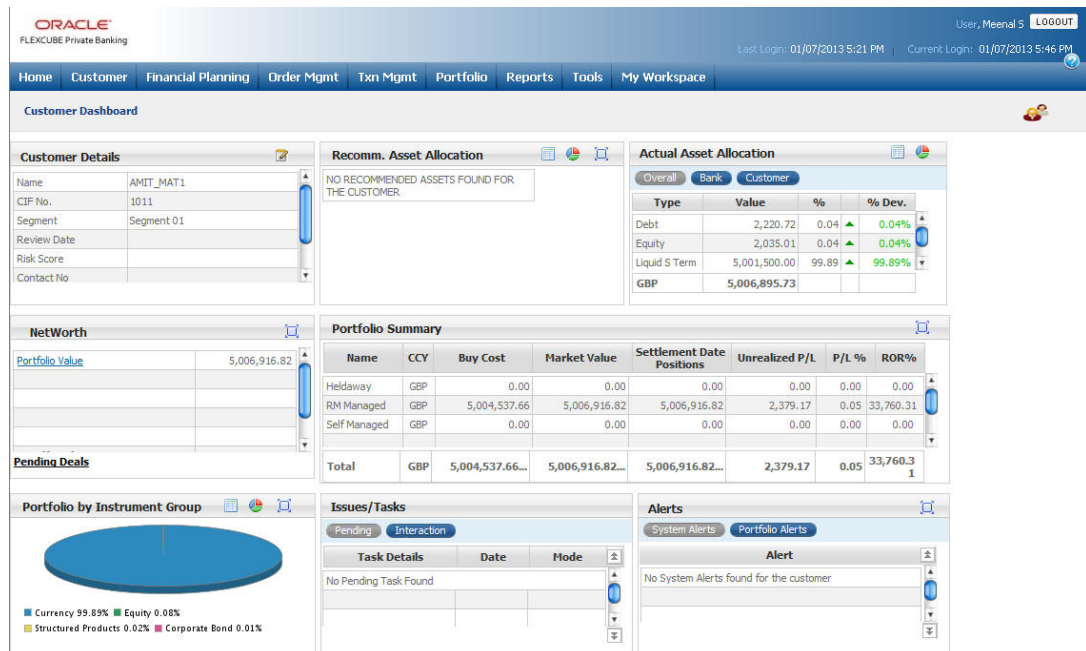 ORACLE
FLEXCUBE Private Banking
User, Meenal S LOGOUT
Last Login: 01/07/2013 5:21 PM | Current Login: 01/07/2013 5:46 PM
Home Customer Financial Planning Order Mgmt Txn Mgmt Portfolio Reports Tools My Workspace
Customer Dashboard
Customer Details
Name AMIT_MAT1
CIF No. 1011
Segment Segment 01
Review Date
Risk Score
Contact No
Recomm. Asset Allocation
NO RECOMMENDED ASSETS FOUND FOR
THE CUSTOMER
Actual Asset Allocation
Overall Bank Customer
Type Value % % Dev.
Debt 2,220.72 0.04 0.04%
Equity 2,035.01 0.04 0.04%
Liquid S Term 5,001,500.00 99.89 99.89%
GBP 5,006,895.73
NetWorth
Portfolio Value 5,006,916.82
Pending Deals
Portfolio Summary
Name CCY Buy Cost Market Value Settlement Date Positions Unrealized P/L P/L % ROR%
Heldaway GBP 0.00 0.00 0.00 0.00 0.00 0.00
RM Managed GBP 5,004,537.66 5,006,916.82 5,006,916.82 2,379.17 0.05 33,760.31
Self Managed GBP 0.00 0.00 0.00 0.00 0.00 0.00
Total GBP 5,004,537.66... 5,006,916.82... 5,006,916.82... 2,379.17 0.05 33,760.31
Portfolio by Instrument Group
Currency 99.89% Equity 0.08%
Structured Products 0.02% Corporate Bond 0.01%
Issues/Tasks
Pending Interaction
Task Details Date Mode
No Pending Task Found
Alerts
System Alerts Portfolio Alerts
Alert
No System Alerts found for the customer